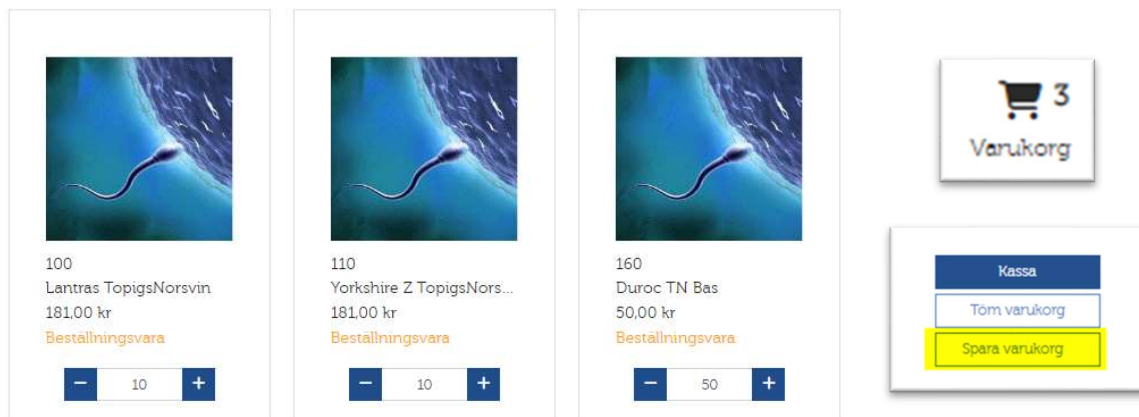 100
Lantras TopigsNorsvin
181,00 kr
Beställningsvara
− 10 +
110
Yorkshire Z TopigsNors...
181,00 kr
Beställningsvara
− 10 +
160
Duroc TN Bas
50,00 kr
Beställningsvara
− 50 +
3
Varukorg
Kassa
Töm varukorg
Spara varukorg